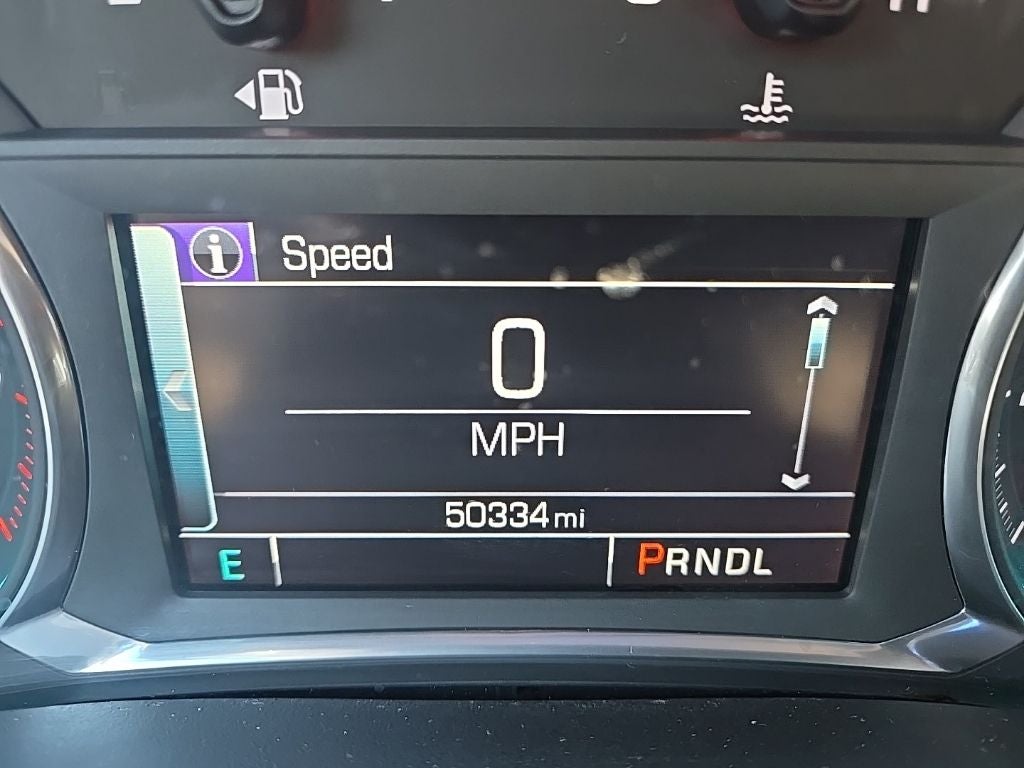 Speed
0
MPH
50334 mi
E PRNDL